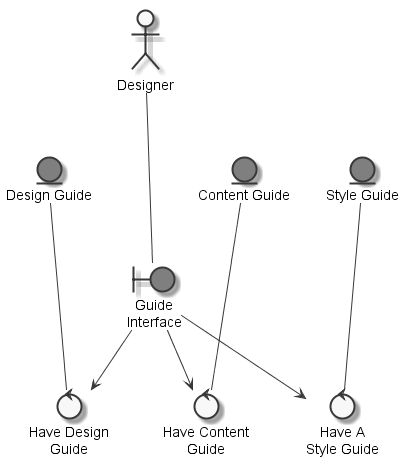 Designer
Design Guide
Content Guide
Style Guide
Guide
Interface
Have Design
Guide
Have Content
Guide
Have A
Style Guide